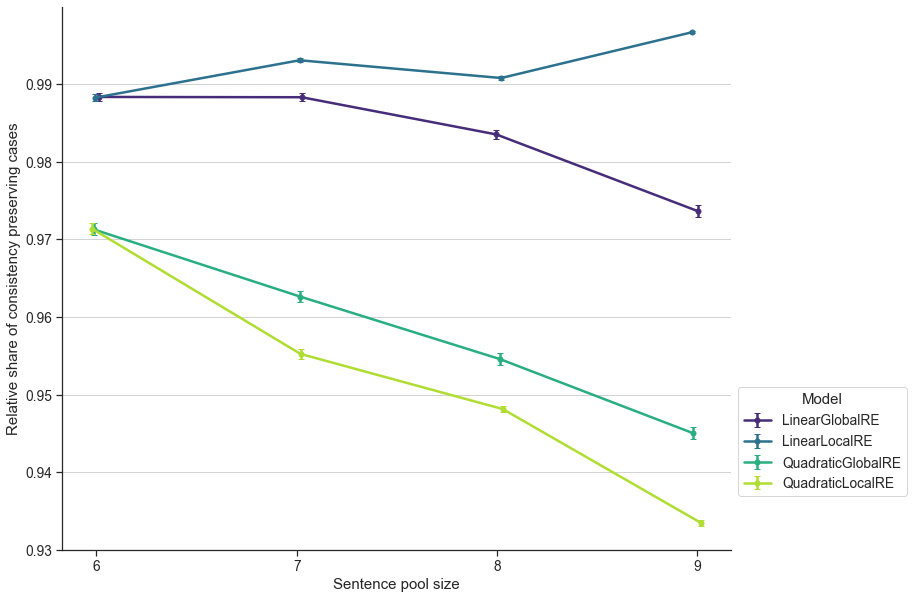 Relative share of consistency preserving cases
0.99
0.98
0.97
0.96
0.95
0.94
0.93
6 7 8 9
Sentence pool size
Model
LinearGlobalRE
LinearLocalRE
QuadraticGlobalRE
QuadraticLocalRE